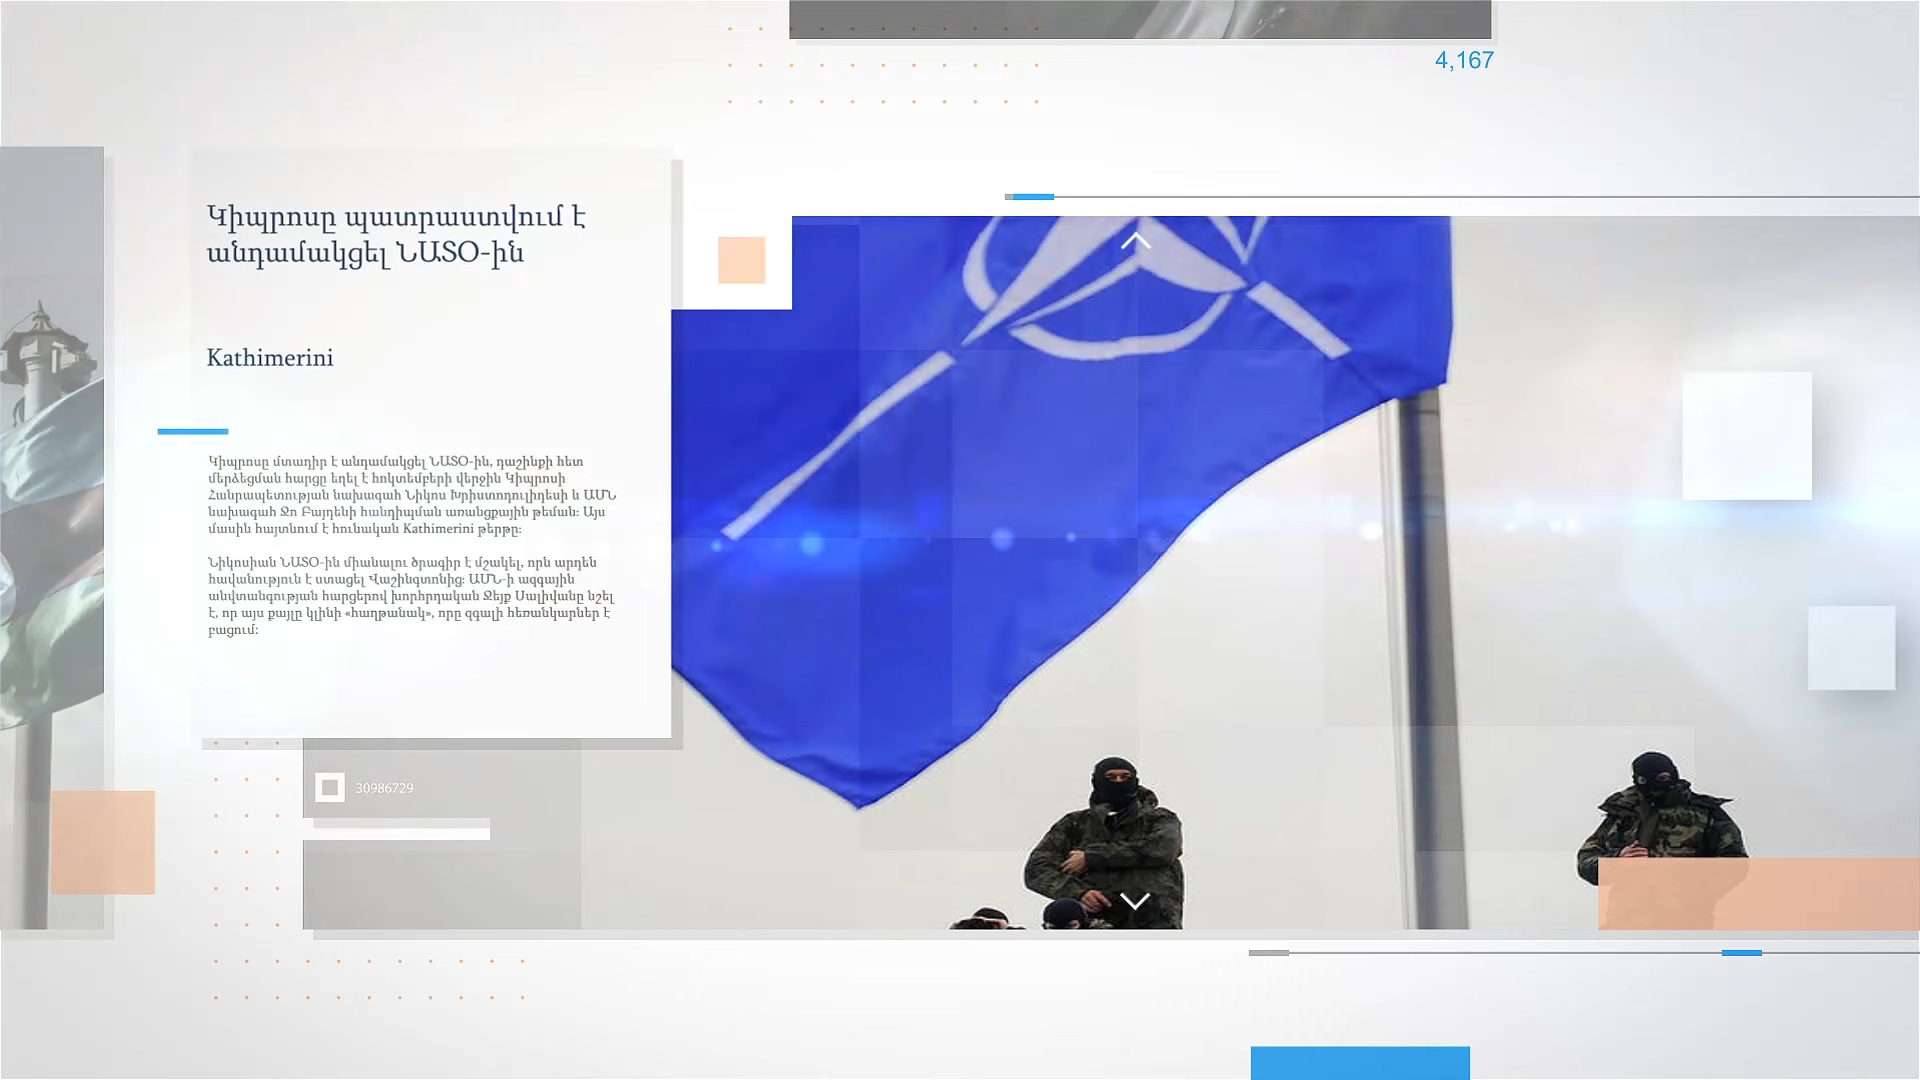 4,167
Կիպրոսը պատրաստվում է
անդամակցել ՆԱՏՕ-ին
Kathimerini
Կիպրոսը մտադիր է անդամակցել ՆԱՏՕ-ին, դաշինքի հետ
մերձեցման հարցը եղել է հոկտեմբերի վերջին Կիպրոսի
Հանրապետության նախագահ Նիկոս Խրիստոդուլիդեսի և ԱՄՆ
նախագահ Ջո Բայդենի հանդիպման առանցքային թեման: Այս
մասին հայտնում է հունական Kathimerini թերթը:
Նիկոսիան ՆԱՏՕ-ին միանալու ծրագիր է մշակել, որն արդեն
հավանություն է ստացել Վաշինգտոնից: ԱՄՆ-ի ազգային
անվտանգության հարցերով խորհրդական Ջեյք Սալիվանը նշել
է, որ այս քայլը կլինի «հաղթանակ», որը զգալի հեռանկարներ է
բացում:
30986729